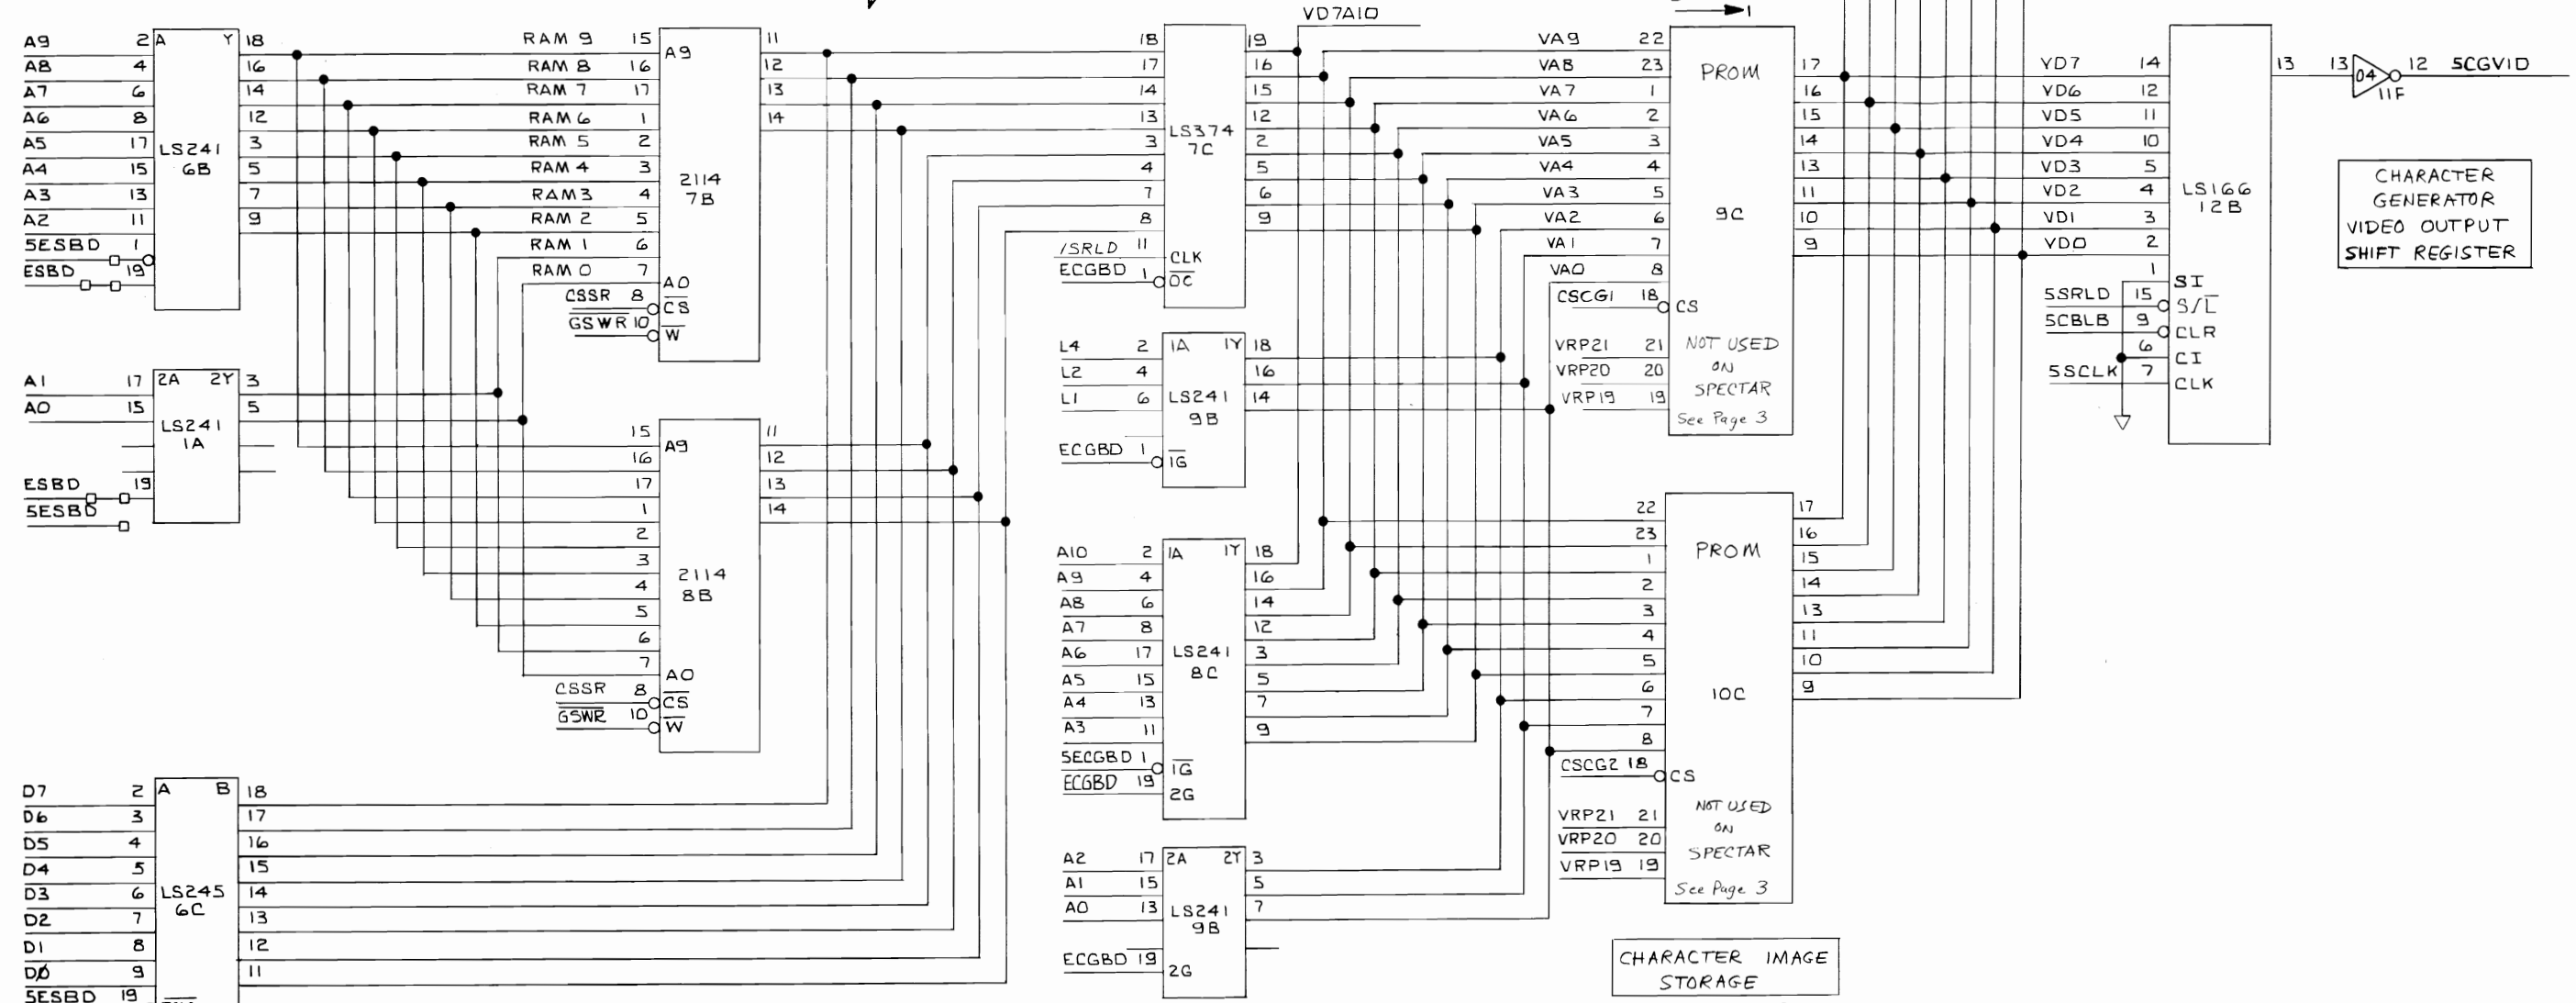 A9 2 A Y 18
A8 4 16
A7 6 14
A6 8 12
A5 17 3
A4 15 5
A3 13 7
A2 11 9
LS241
6B
5ESBD 1
ESBD 19
A1 17 2A 2Y 3
A0 15 5
LS241
1A
ESBD 19
5ESBD
D7 2 A B 18
D6 3 17
D5 4 16
D4 5 15
D3 6 14
D2 7 13
D1 8 12
DØ 9 11
LS245
6C
5ESBD 19
RAM 9 15 A9 11
RAM 8 16 12
RAM 7 17 13
RAM 6 1 14
RAM 5 2
RAM 4 3
RAM 3 4
RAM 2 5
RAM 1 6
RAM 0 7 A0
2114
7B
CSSR 8 CS
GSWR 10 W
15 A9 11
16 12
17 13
1 14
2
3
4
5
6
7 A0
2114
8B
CSSR 8 CS
GSWR 10 W
VD7A10
18 19
17 16
14 15
13 12
3 2
4 5
7 6
8 9
LS374
7C
/SRLD 11 CLK
ECGBD 1 OC
L4 2 1A 1Y 18
L2 4 16
L1 6 14
LS241
9B
ECGBD 1 1G
A10 2 1A 1Y 18
A9 4 16
A8 6 14
A7 8 12
A6 17 3
A5 15 5
A4 13 7
A3 11 9
LS241
8C
5ECGBD 1 1G
ECGBD 19 2G
A2 17 2A 2Y 3
A1 15 5
A0 13 7
LS241
9B
ECGBD 19 2G
1
VA9 22 17
VA8 23 16
VA7 1 15
VA6 2 14
VA5 3 13
VA4 4 11
VA3 5 10
VA2 6 9
VA1 7
VA0 8
PROM
9C
CSCG1 18 CS
VRP21 21
VRP20 20
VRP19 19
NOT USED
ON
SPECTAR
See Page 3
22 17
23 16
1 15
2 14
3 13
4 11
5 10
6 9
7
8
PROM
10C
CSCG2 18 CS
VRP21 21
VRP20 20
VRP19 19
NOT USED
ON
SPECTAR
See Page 3
CHARACTER IMAGE
STORAGE
VD7 14 13
VD6 12
VD5 11
VD4 10
VD3 5
VD2 4
VD1 3
VD0 2
LS166
12B
1 SI
5SRLD 15 S/L
5CBLB 9 CLR
6 CI
5SCLK 7 CLK
13 04 12 5CGVID
11F
CHARACTER
GENERATOR
VIDEO OUTPUT
SHIFT REGISTER